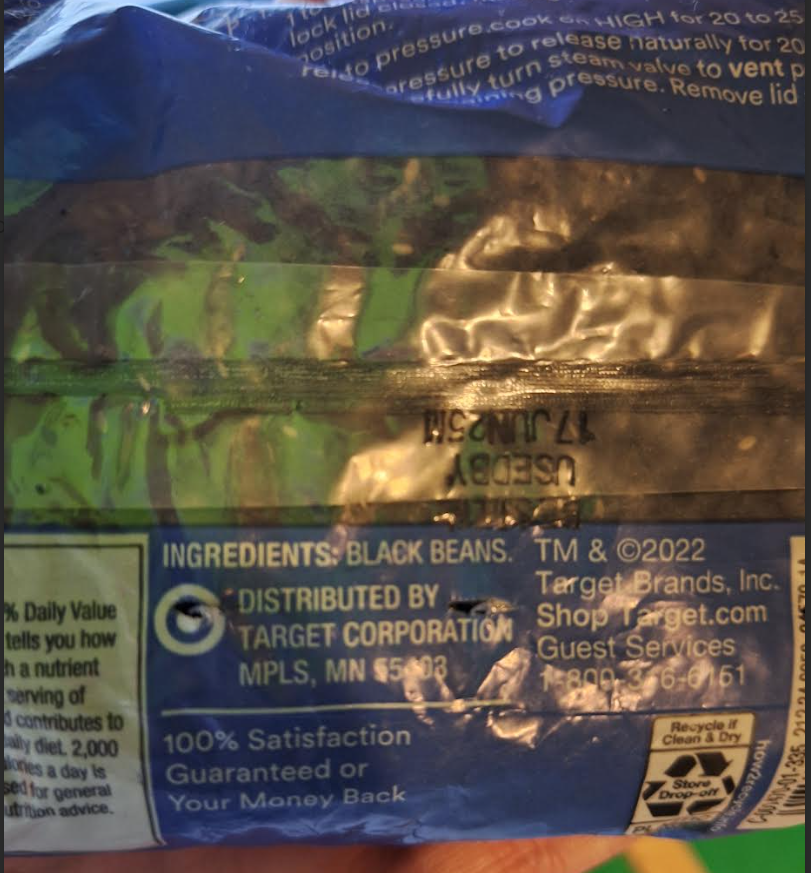 lock lid closed.
position.
to pressure cook on HIGH for 20 to 25
pressure to release naturally for 20
turn steam valve to vent
pressure. Remove lid
17JUN25
USEDBY
% Daily Value
tells you how
a nutrient
serving of
contributes to
diet. 2,000
a day is
for general
advice.
INGREDIENTS: BLACK BEANS.
DISTRIBUTED BY
TARGET CORPORATION
MPLS, MN
100% Satisfaction
Guaranteed or
Your Money Back
TM & ©2022
Target Brands, Inc.
Shop Target.com
Guest Services
Recycle if
Clean & Dry
Store
Drop-off
how2recycle.info